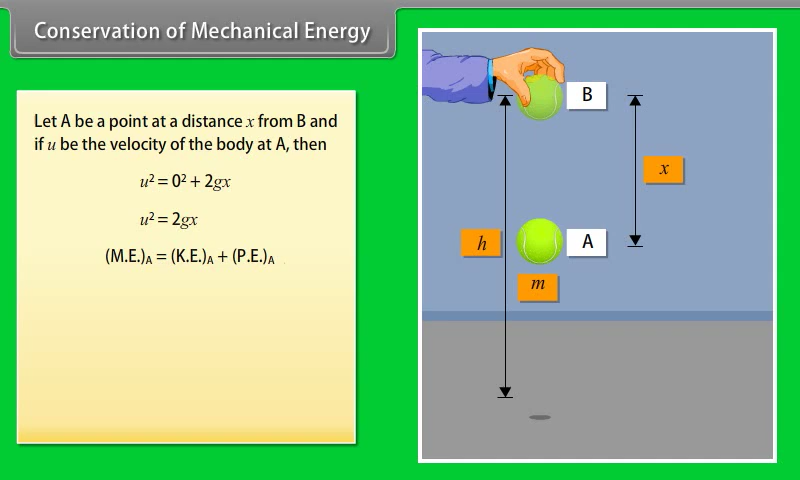 Conservation of Mechanical Energy
Let A be a point at a distance x from B and
if u be the velocity of the body at A, then
u² = 0² + 2gx
u² = 2gx
(M.E.)A = (K.E.)A + (P.E.)A
B
x
h
A
m